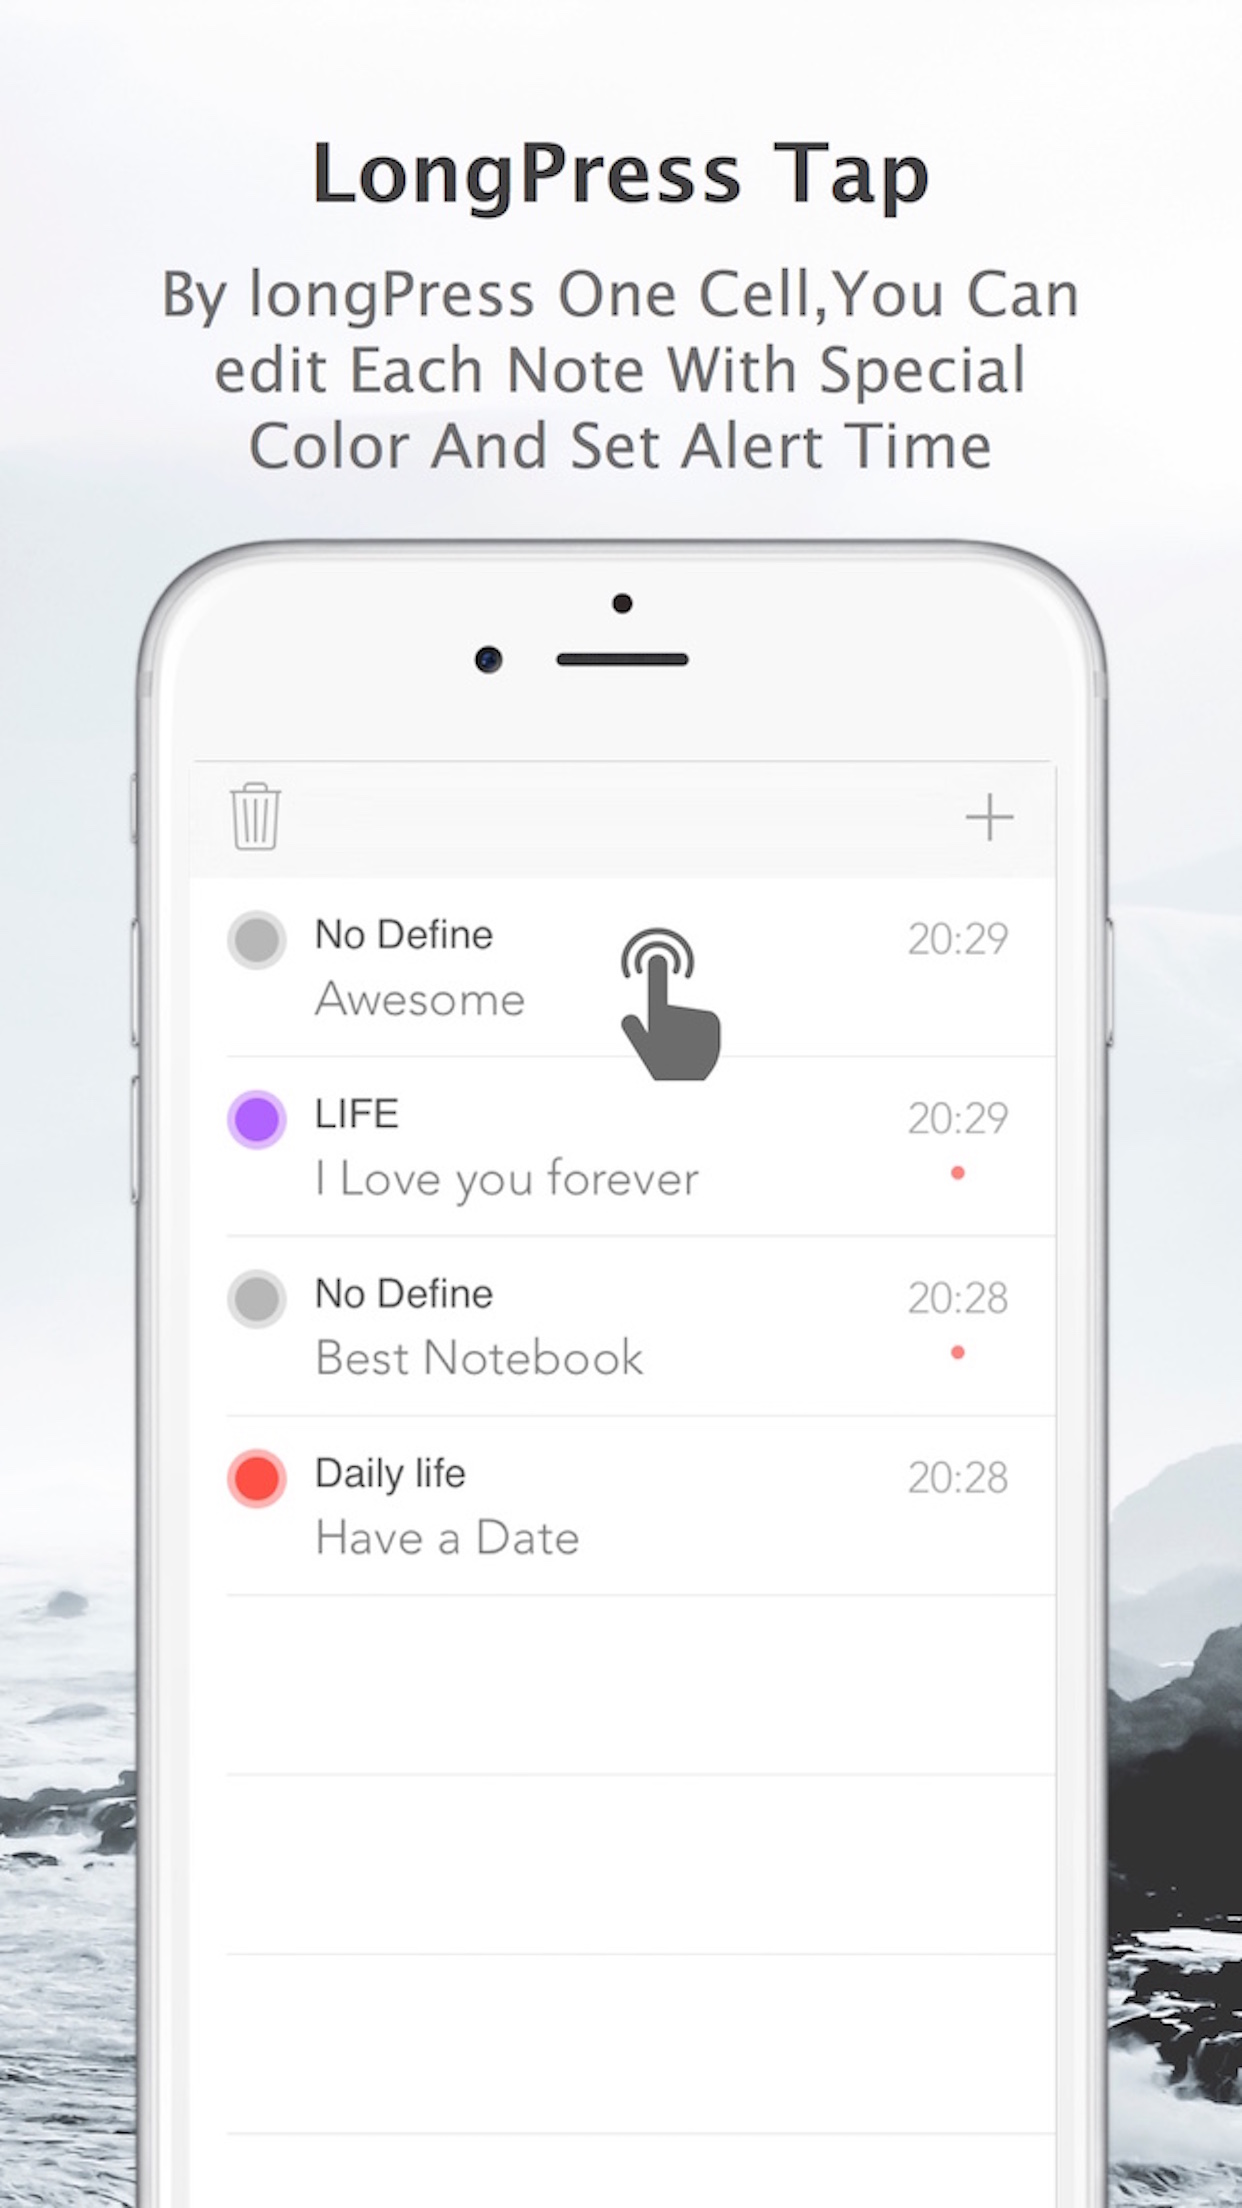 LongPress Tap
By longPress One Cell,You Can
edit Each Note With Special
Color And Set Alert Time
No Define
20:29
Awesome
LIFE
20:29
I Love you forever
No Define
20:28
Best Notebook
Daily life
20:28
Have a Date